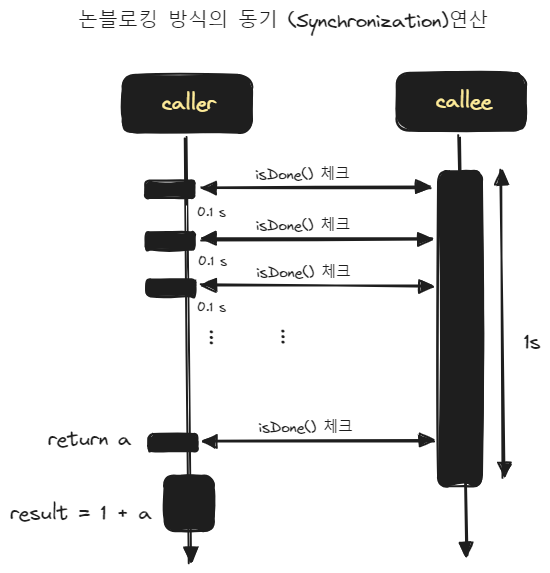 논블로킹 방식의 동기 (Synchronization)연산
caller
callee
isDone() 체크
0.1 s
isDone() 체크
0.1 s
isDone() 체크
0.1 s
1s
isDone() 체크
return a
result = 1 + a